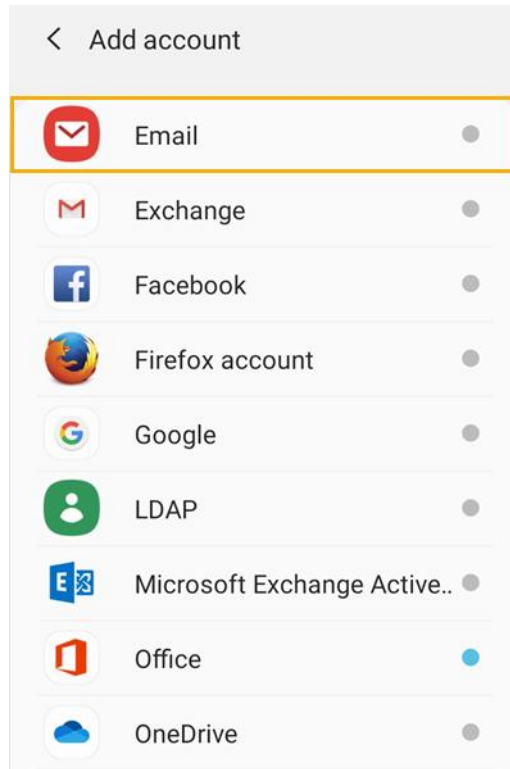 Add account
Email
Exchange
Facebook
Firefox account
Google
LDAP
Microsoft Exchange Active..
Office
OneDrive